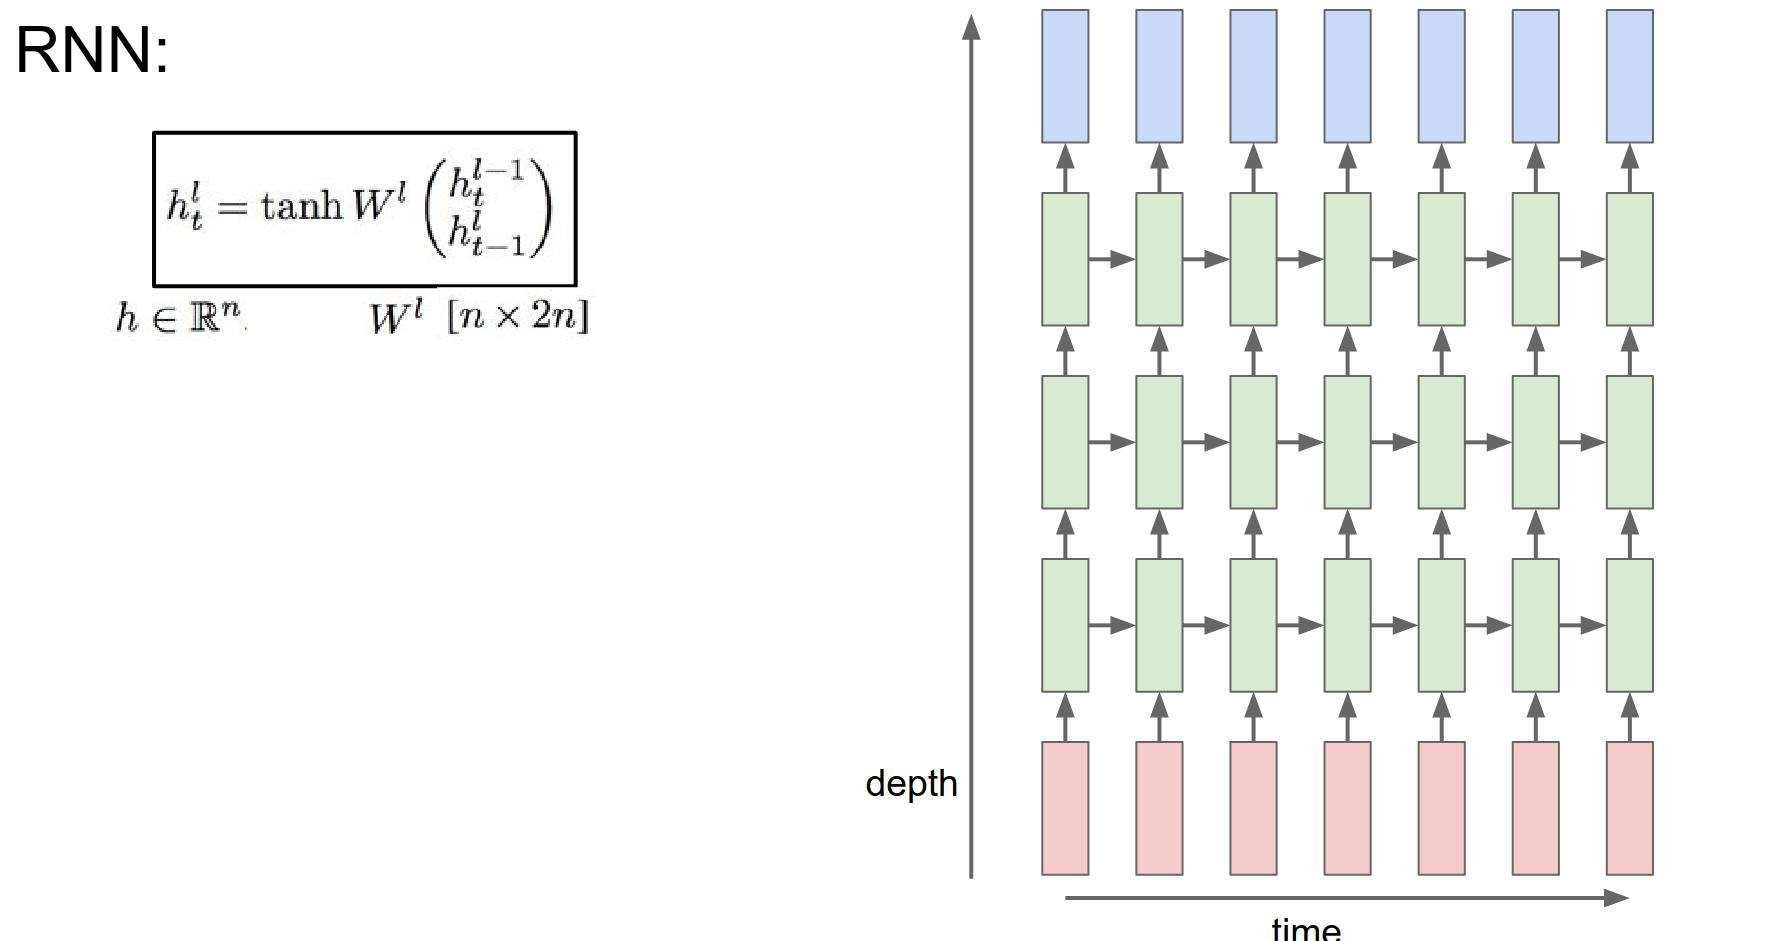 RNN:
$h_t^l = \tanh W^l \begin{pmatrix} h_t^{l-1} \\ h_{t-1}^l \end{pmatrix}$
$h \in \mathbb{R}^n$. $W^l$ $[n \times 2n]$
depth
time